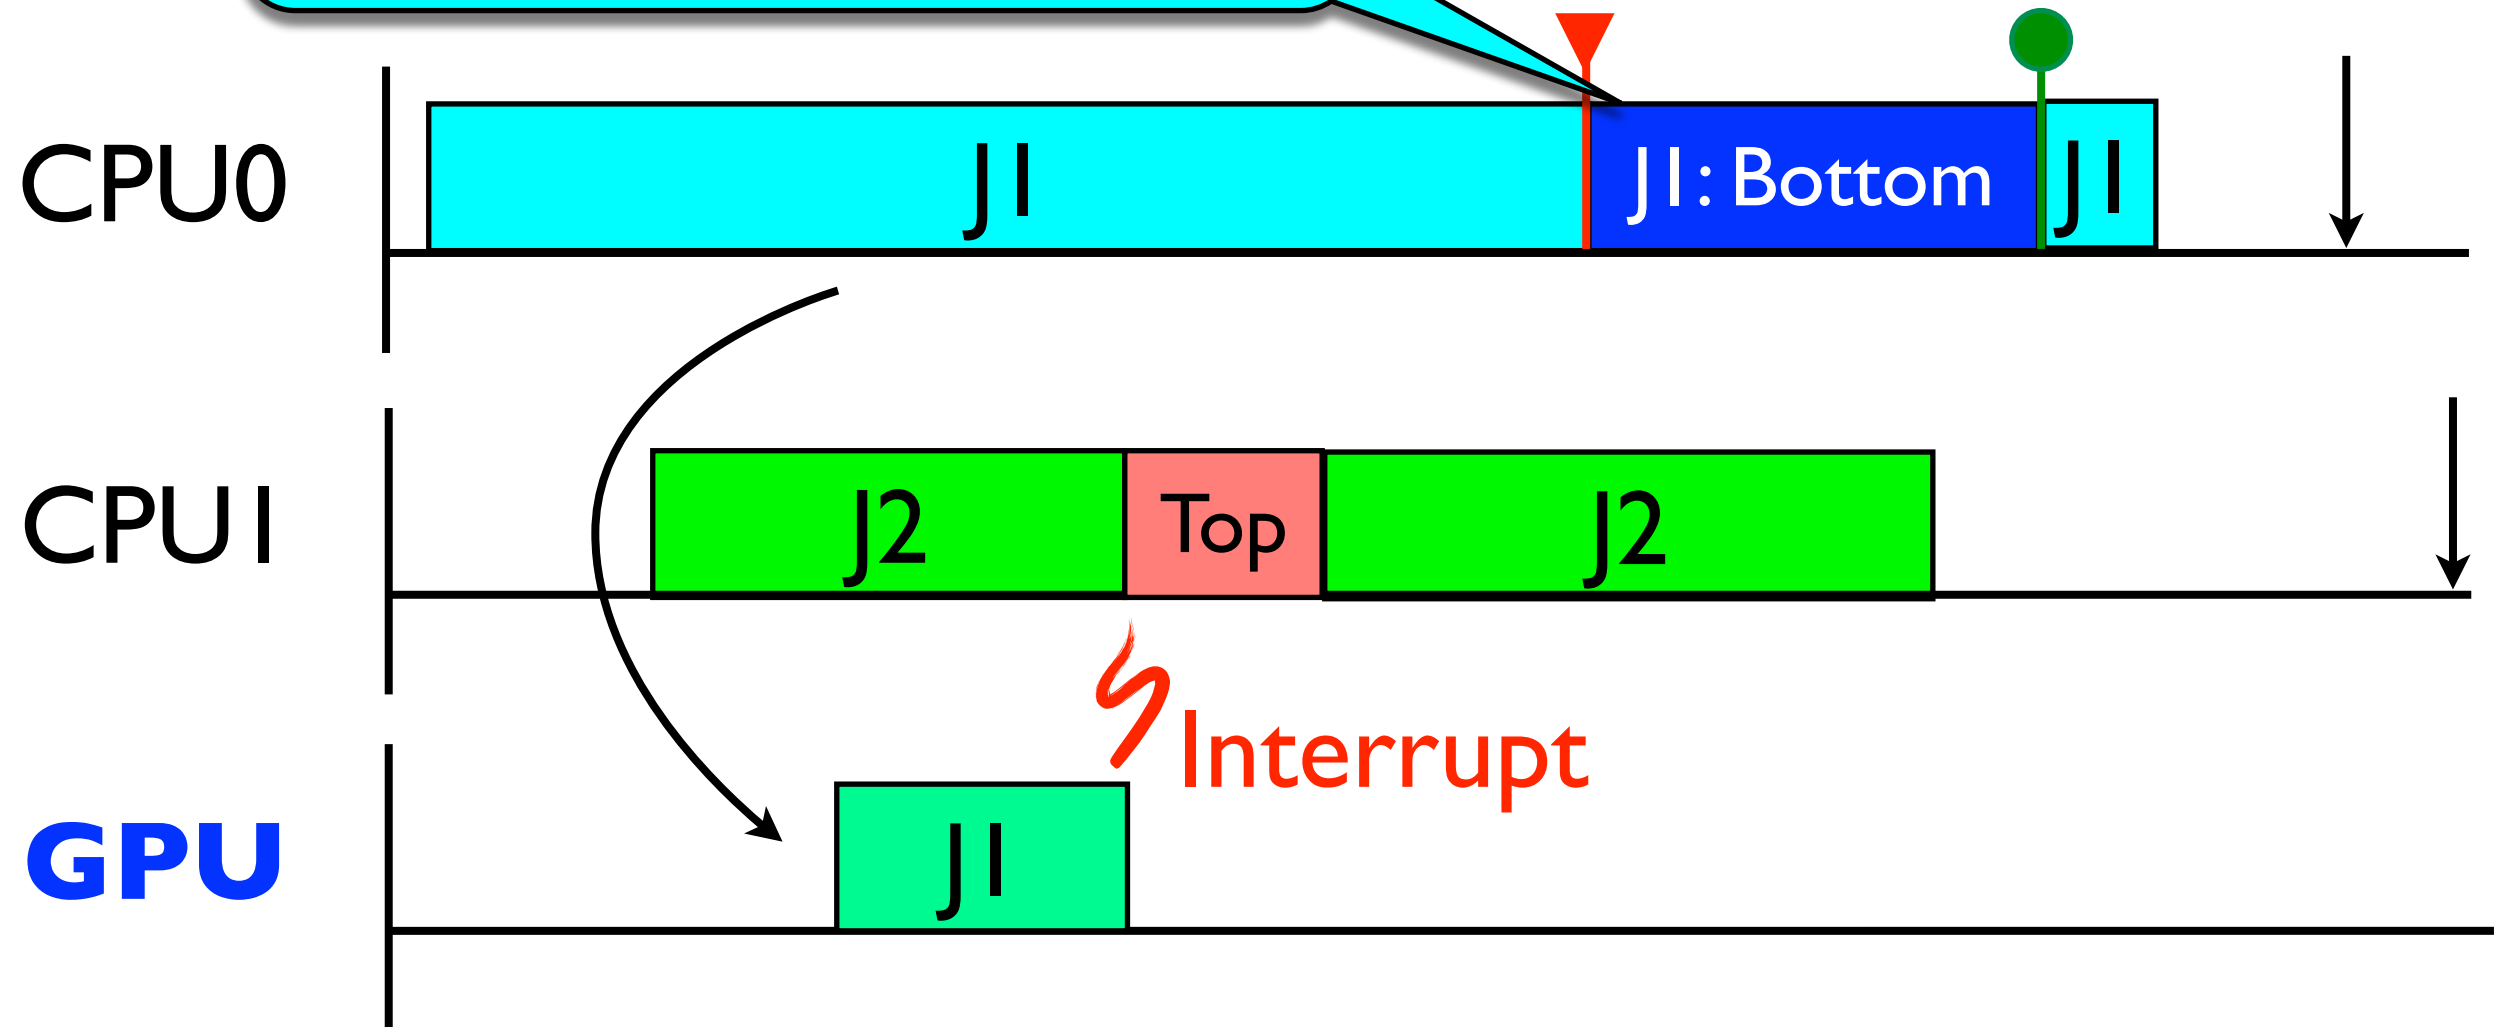 CPU0
J1
J1: Bottom
J1
CPU1
J2
Top
J2
Interrupt
GPU
J1